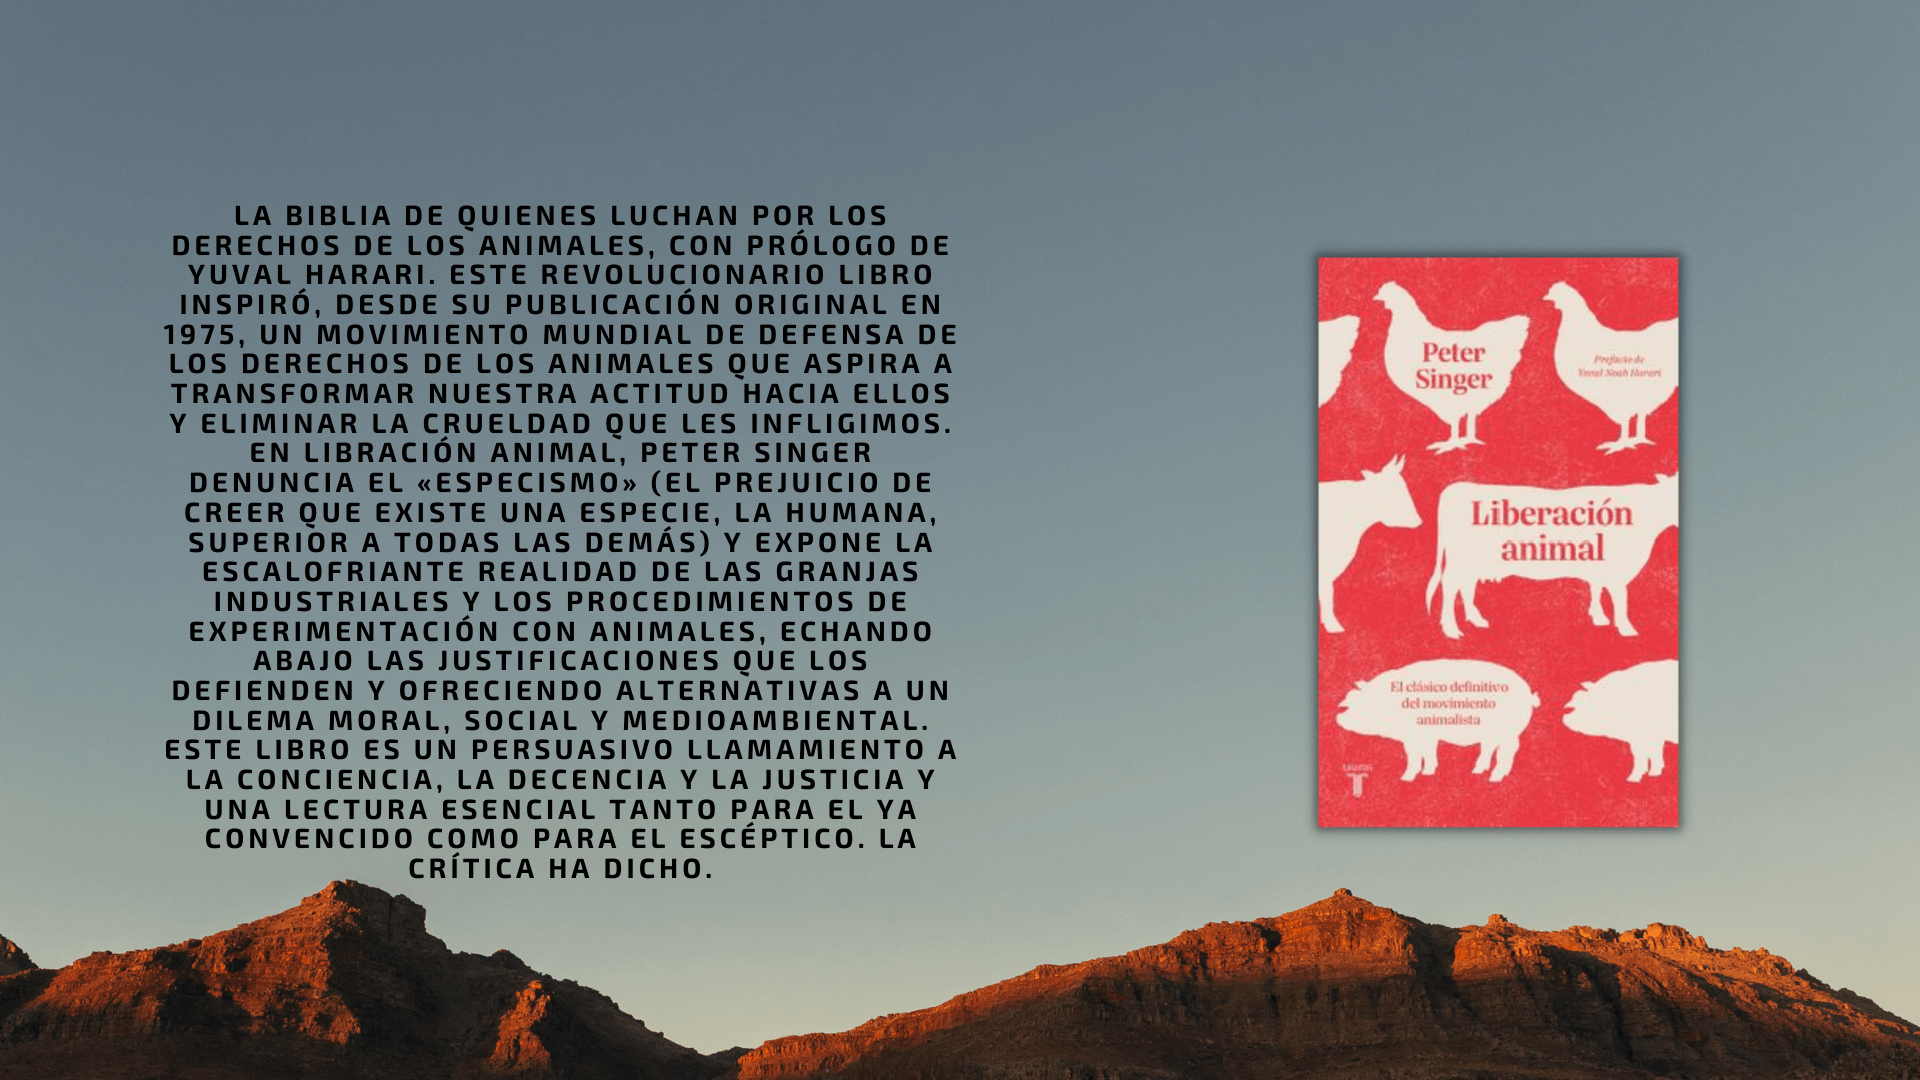 LA BIBLIA DE QUIENES LUCHAN POR LOS
DERECHOS DE LOS ANIMALES, CON PRÓLOGO DE
YUVAL HARARI. ESTE REVOLUCIONARIO LIBRO
INSPIRÓ, DESDE SU PUBLICACIÓN ORIGINAL EN
1975, UN MOVIMIENTO MUNDIAL DE DEFENSA DE
LOS DERECHOS DE LOS ANIMALES QUE ASPIRA A
TRANSFORMAR NUESTRA ACTITUD HACIA ELLOS
Y ELIMINAR LA CRUELDAD QUE LES INFLIGIMOS.
EN LIBRACIÓN ANIMAL, PETER SINGER
DENUNCIA EL «ESPECISMO» (EL PREJUICIO DE
CREER QUE EXISTE UNA ESPECIE, LA HUMANA,
SUPERIOR A TODAS LAS DEMÁS) Y EXPONE LA
ESCALOFRIANTE REALIDAD DE LAS GRANJAS
INDUSTRIALES Y LOS PROCEDIMIENTOS DE
EXPERIMENTACIÓN CON ANIMALES, ECHANDO
ABAJO LAS JUSTIFICACIONES QUE LOS
DEFIENDEN Y OFRECIENDO ALTERNATIVAS A UN
DILEMA MORAL, SOCIAL Y MEDIOAMBIENTAL.
ESTE LIBRO ES UN PERSUASIVO LLAMAMIENTO A
LA CONCIENCIA, LA DECENCIA Y LA JUSTICIA Y
UNA LECTURA ESENCIAL TANTO PARA EL YA
CONVENCIDO COMO PARA EL ESCÉPTICO. LA
CRÍTICA HA DICHO.
Peter
Singer
Prefacio de
Yuval Noah Harari
Liberación
animal
El clásico definitivo
del movimiento
animalista
TAURUS